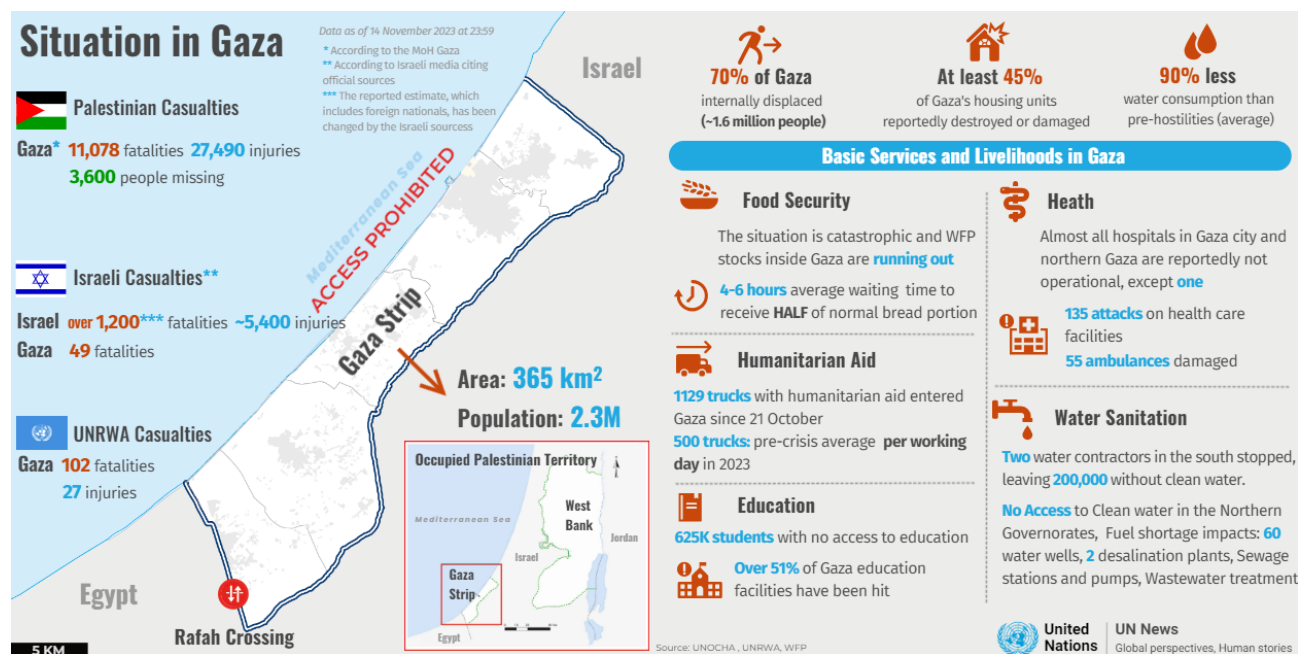 Situation in Gaza
Data as of 14 November 2023 at 23:59
* According to the MoH Gaza
** According to Israeli media citing
official sources
*** The reported estimate, which
includes foreign nationals, has been
changed by the Israeli sourcess
Palestinian Casualties
Gaza* 11,078 fatalities 27,490 injuries
3,600 people missing
Israeli Casualties**
Israel over 1,200*** fatalities ~5,400 injuries
Gaza 49 fatalities
UNRWA Casualties
Gaza 102 fatalities
27 injuries
Israel
Mediterranean Sea
ACCESS PROHIBITED
Gaza Strip
Area: 365 km²
Population: 2.3M
Egypt
Rafah Crossing
5 KM
Occupied Palestinian Territory
Mediterranean Sea
West
Bank
Jordan
Israel
Gaza
Strip
Egypt
70% of Gaza
internally displaced
(~1.6 million people)
At least 45%
of Gaza's housing units
reportedly destroyed or damaged
90% less
water consumption than
pre-hostilities (average)
Basic Services and Livelihoods in Gaza
Food Security
The situation is catastrophic and WFP
stocks inside Gaza are running out
4-6 hours average waiting time to
receive HALF of normal bread portion
Humanitarian Aid
1129 trucks with humanitarian aid entered
Gaza since 21 October
500 trucks: pre-crisis average per working
day in 2023
Education
625K students with no access to education
Over 51% of Gaza education
facilities have been hit
Heath
Almost all hospitals in Gaza city and
northern Gaza are reportedly not
operational, except one
135 attacks on health care
facilities
55 ambulances damaged
Water Sanitation
Two water contractors in the south stopped,
leaving 200,000 without clean water.
No Access to Clean water in the Northern
Governorates, Fuel shortage impacts: 60
water wells, 2 desalination plants, Sewage
stations and pumps, Wastewater treatment
Source: UNOCHA , UNRWA, WFP
United
Nations
UN News
Global perspectives, Human stories